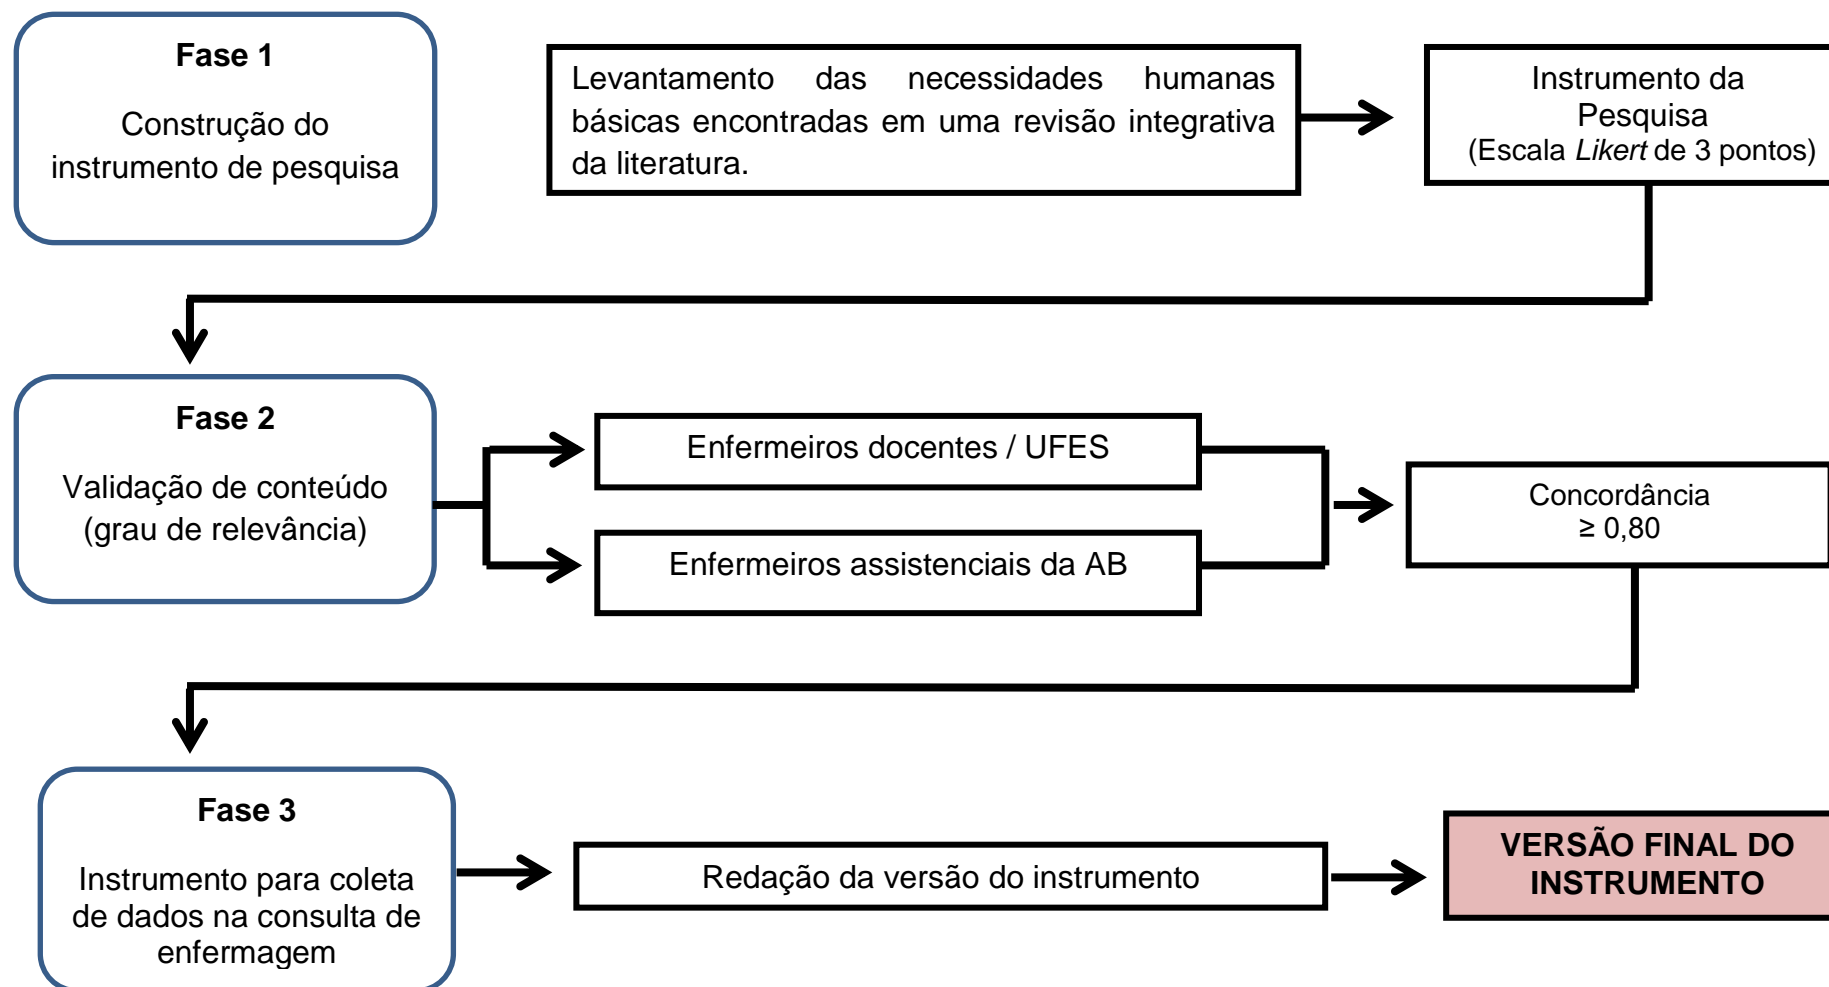 Fase 1
Construção do
instrumento de pesquisa
Levantamento das necessidades humanas
básicas encontradas em uma revisão integrativa
da literatura.
Instrumento da
Pesquisa
(Escala Likert de 3 pontos)
Fase 2
Validação de conteúdo
(grau de relevância)
Enfermeiros docentes / UFES
Enfermeiros assistenciais da AB
Concordância
≥ 0,80
Fase 3
Instrumento para coleta
de dados na consulta de
enfermagem
Redação da versão do instrumento
VERSÃO FINAL DO
INSTRUMENTO